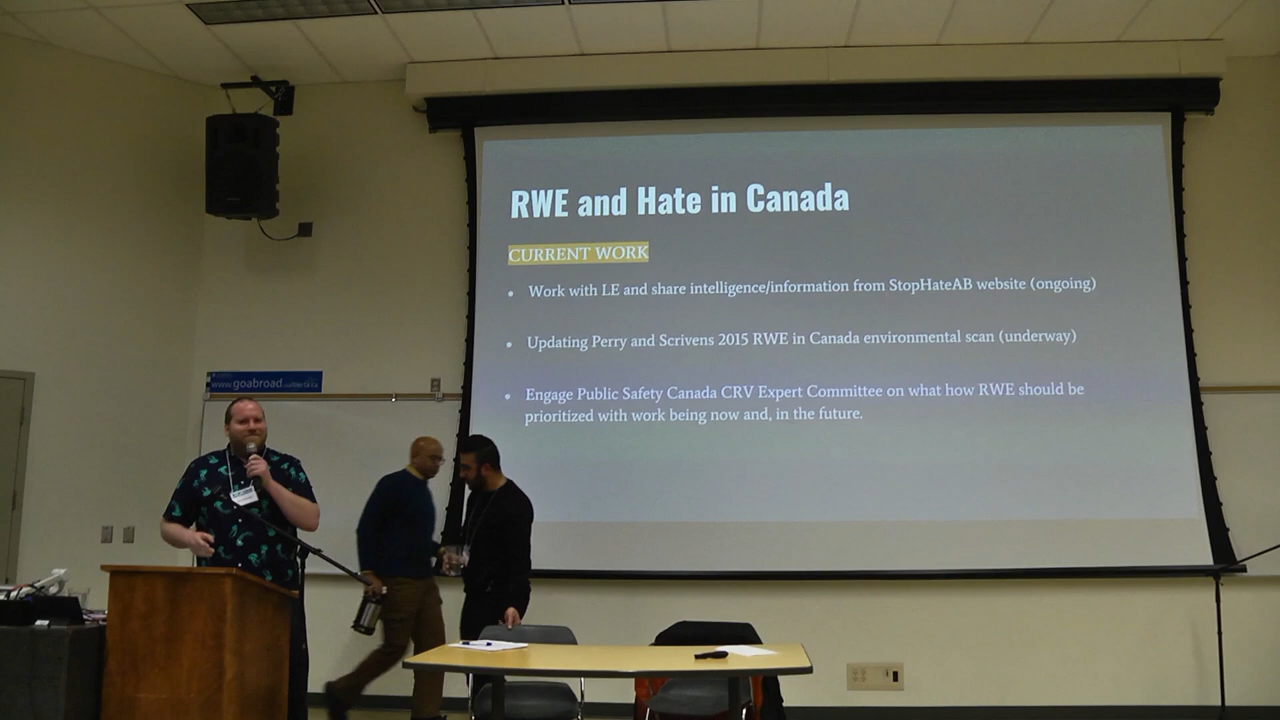 RWE and Hate in Canada
CURRENT WORK
• Work with LE and share intelligence/information from StopHateAB website (ongoing)
• Updating Perry and Scrivens 2015 RWE in Canada environmental scan (underway)
• Engage Public Safety Canada CRV Expert Committee on what how RWE should be
prioritized with work being now and, in the future.
www.goabroad.ualberta.ca